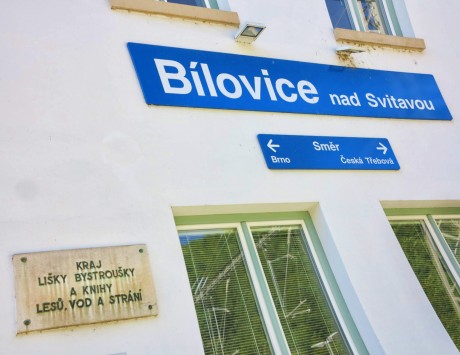 Bílovice nad Svitavou
← Směr →
Brno Česká Třebová
KRAJ
LIŠKY BYSTROUŠKY
A KNIHY
LESŮ, VOD A STRÁNÍ